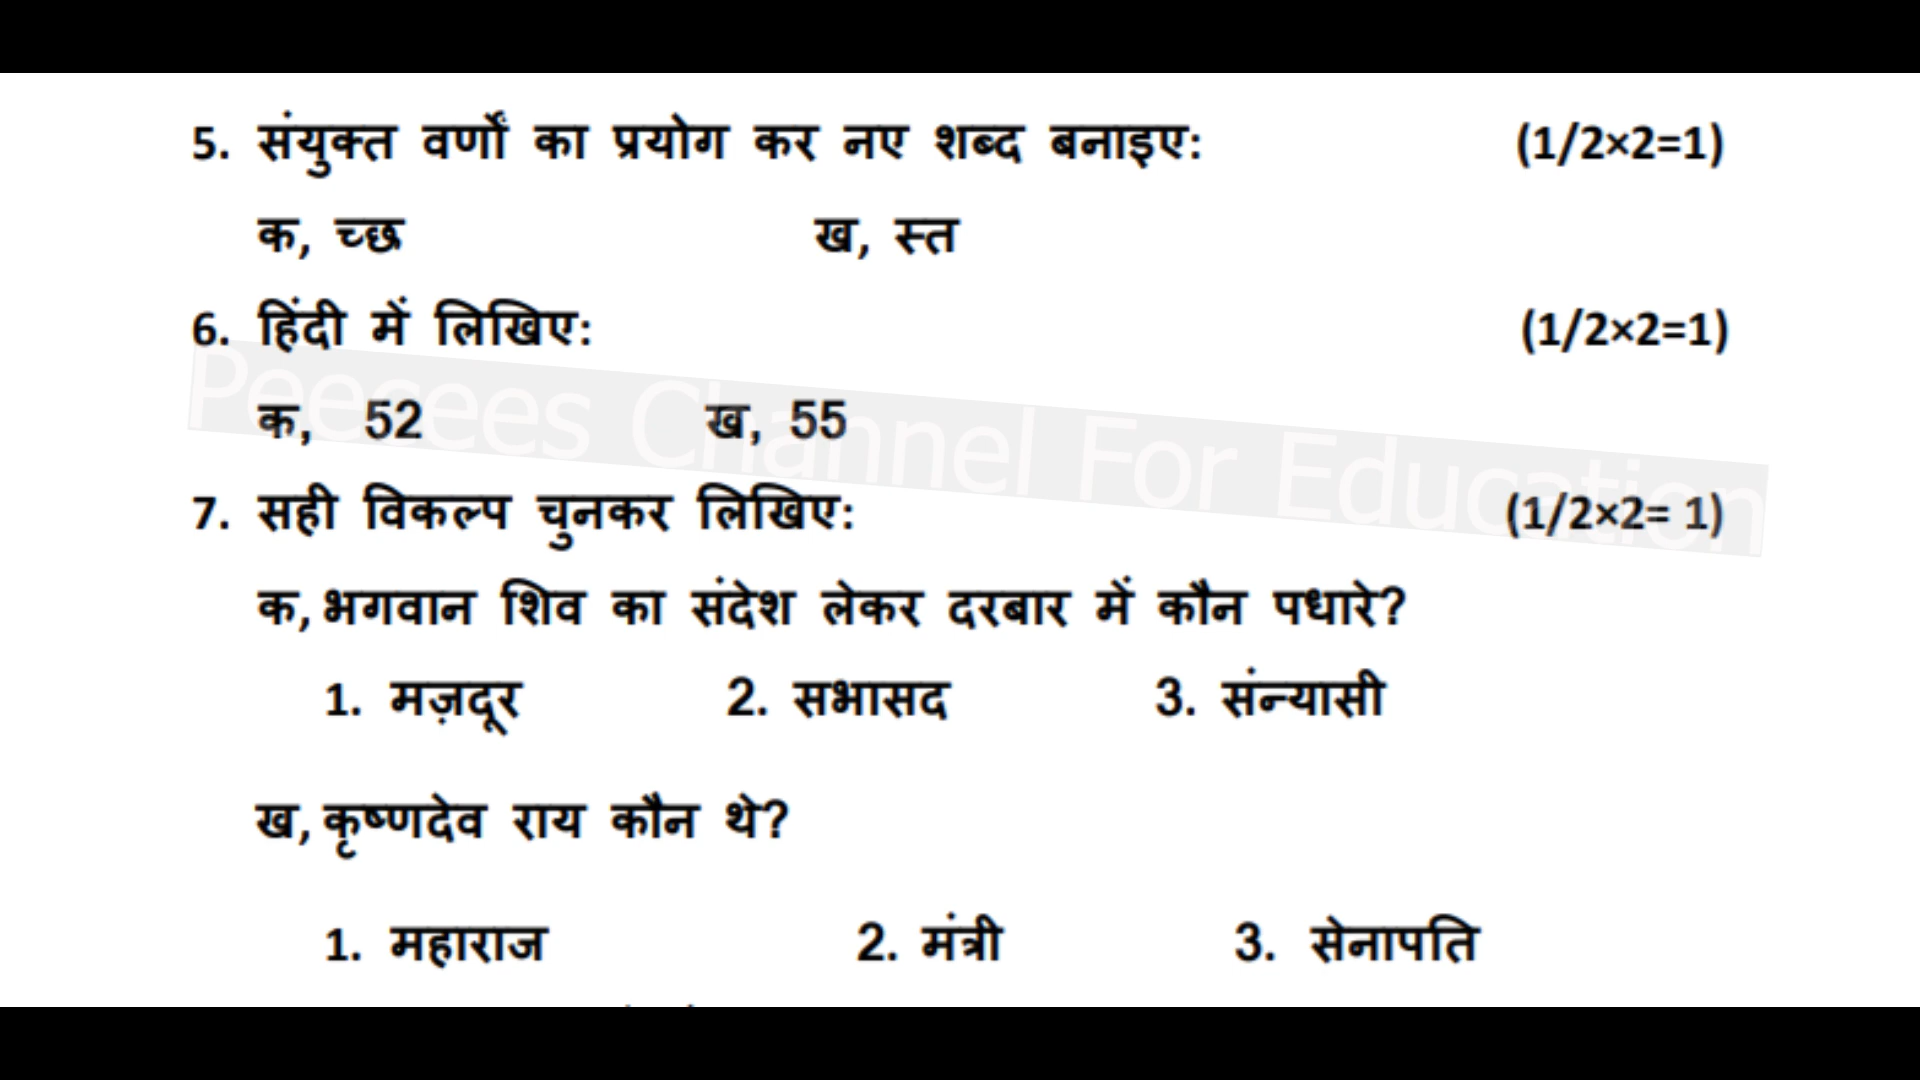 5. संयुक्त वर्णों का प्रयोग कर नए शब्द बनाइए: (1/2×2=1)
क, च्छ ख, स्त
6. हिंदी में लिखिए: (1/2×2=1)
Peesees Channel For Education
क, 52 ख, 55
7. सही विकल्प चुनकर लिखिए: (1/2×2= 1)
क, भगवान शिव का संदेश लेकर दरबार में कौन पधारे?
1. मज़दूर 2. सभासद 3. संन्यासी
ख, कृष्णदेव राय कौन थे?
1. महाराज 2. मंत्री 3. सेनापति